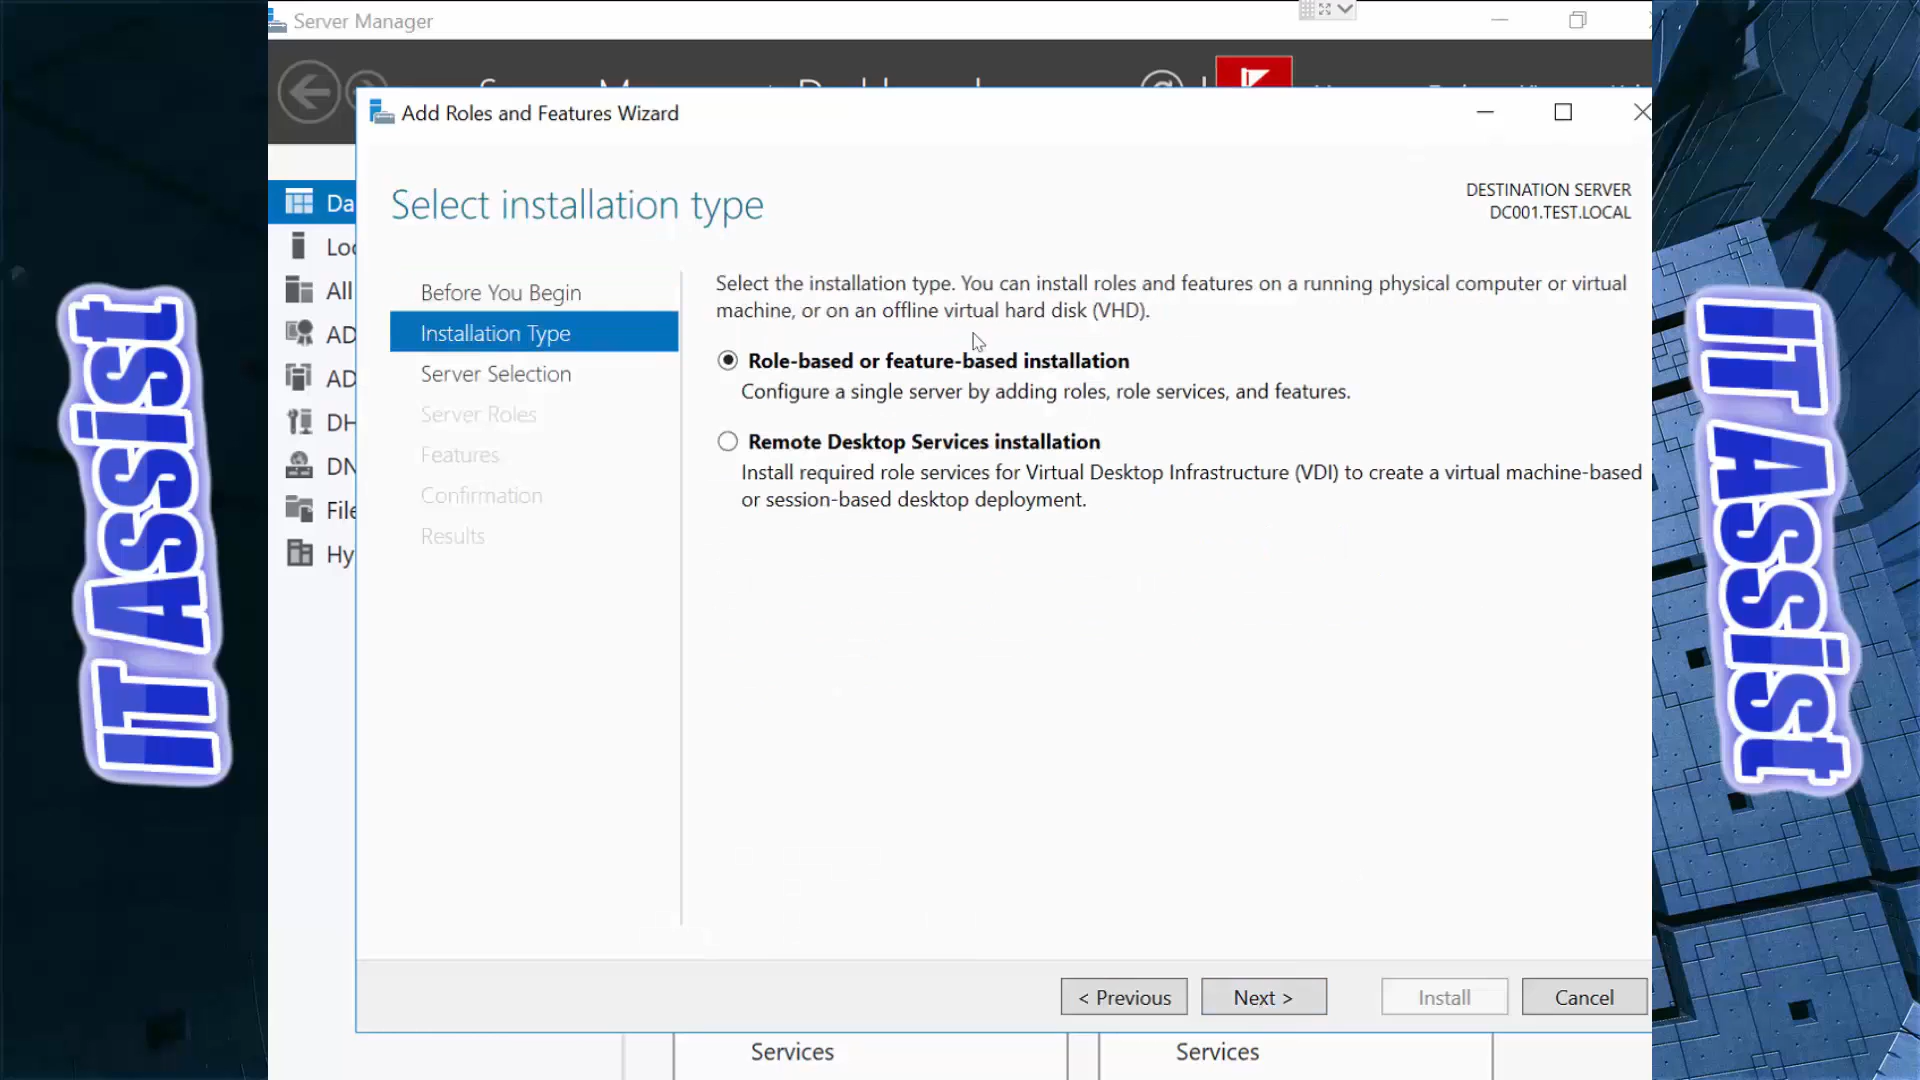 Server Manager
Add Roles and Features Wizard
Select installation type
DESTINATION SERVER
DC001.TEST.LOCAL
Before You Begin
Installation Type
Server Selection
Server Roles
Features
Confirmation
Results
Select the installation type. You can install roles and features on a running physical computer or virtual
machine, or on an offline virtual hard disk (VHD).
Role-based or feature-based installation
Configure a single server by adding roles, role services, and features.
Remote Desktop Services installation
Install required role services for Virtual Desktop Infrastructure (VDI) to create a virtual machine-based
or session-based desktop deployment.
< Previous
Next >
Install
Cancel
Da
Loc
All
AD
AD
DH
DN
File
Hy
Services
Services
IT Assist
IT Assist